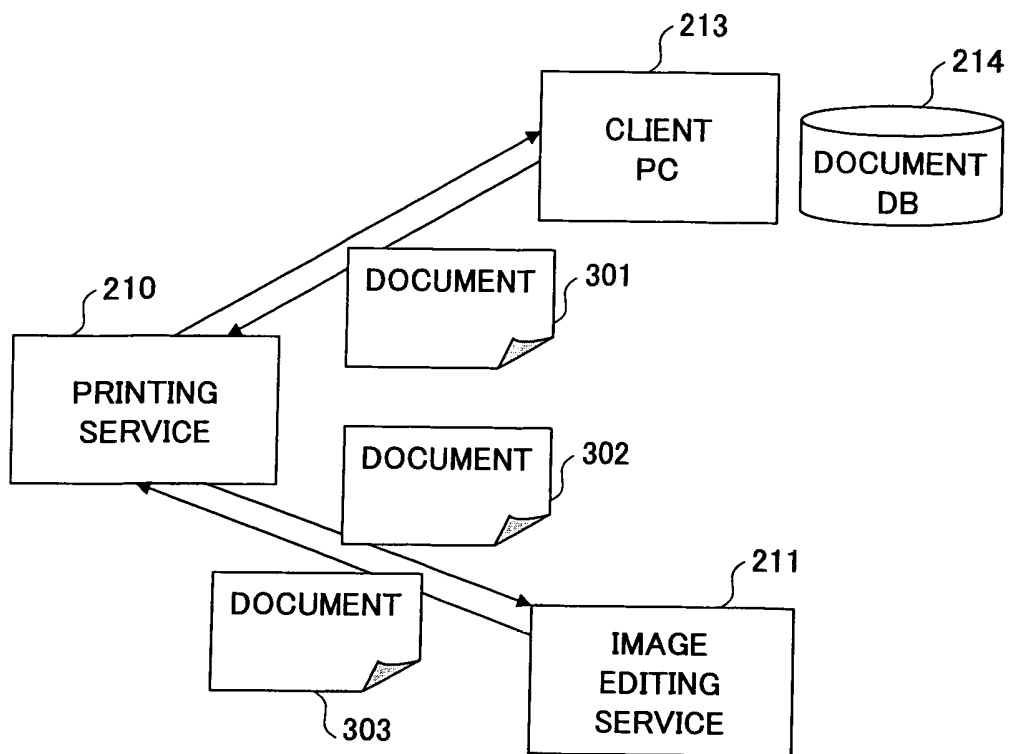 213
214
CLIENT
PC
DOCUMENT
DB
210
DOCUMENT
301
PRINTING
SERVICE
DOCUMENT
302
211
DOCUMENT
IMAGE
EDITING
SERVICE
303